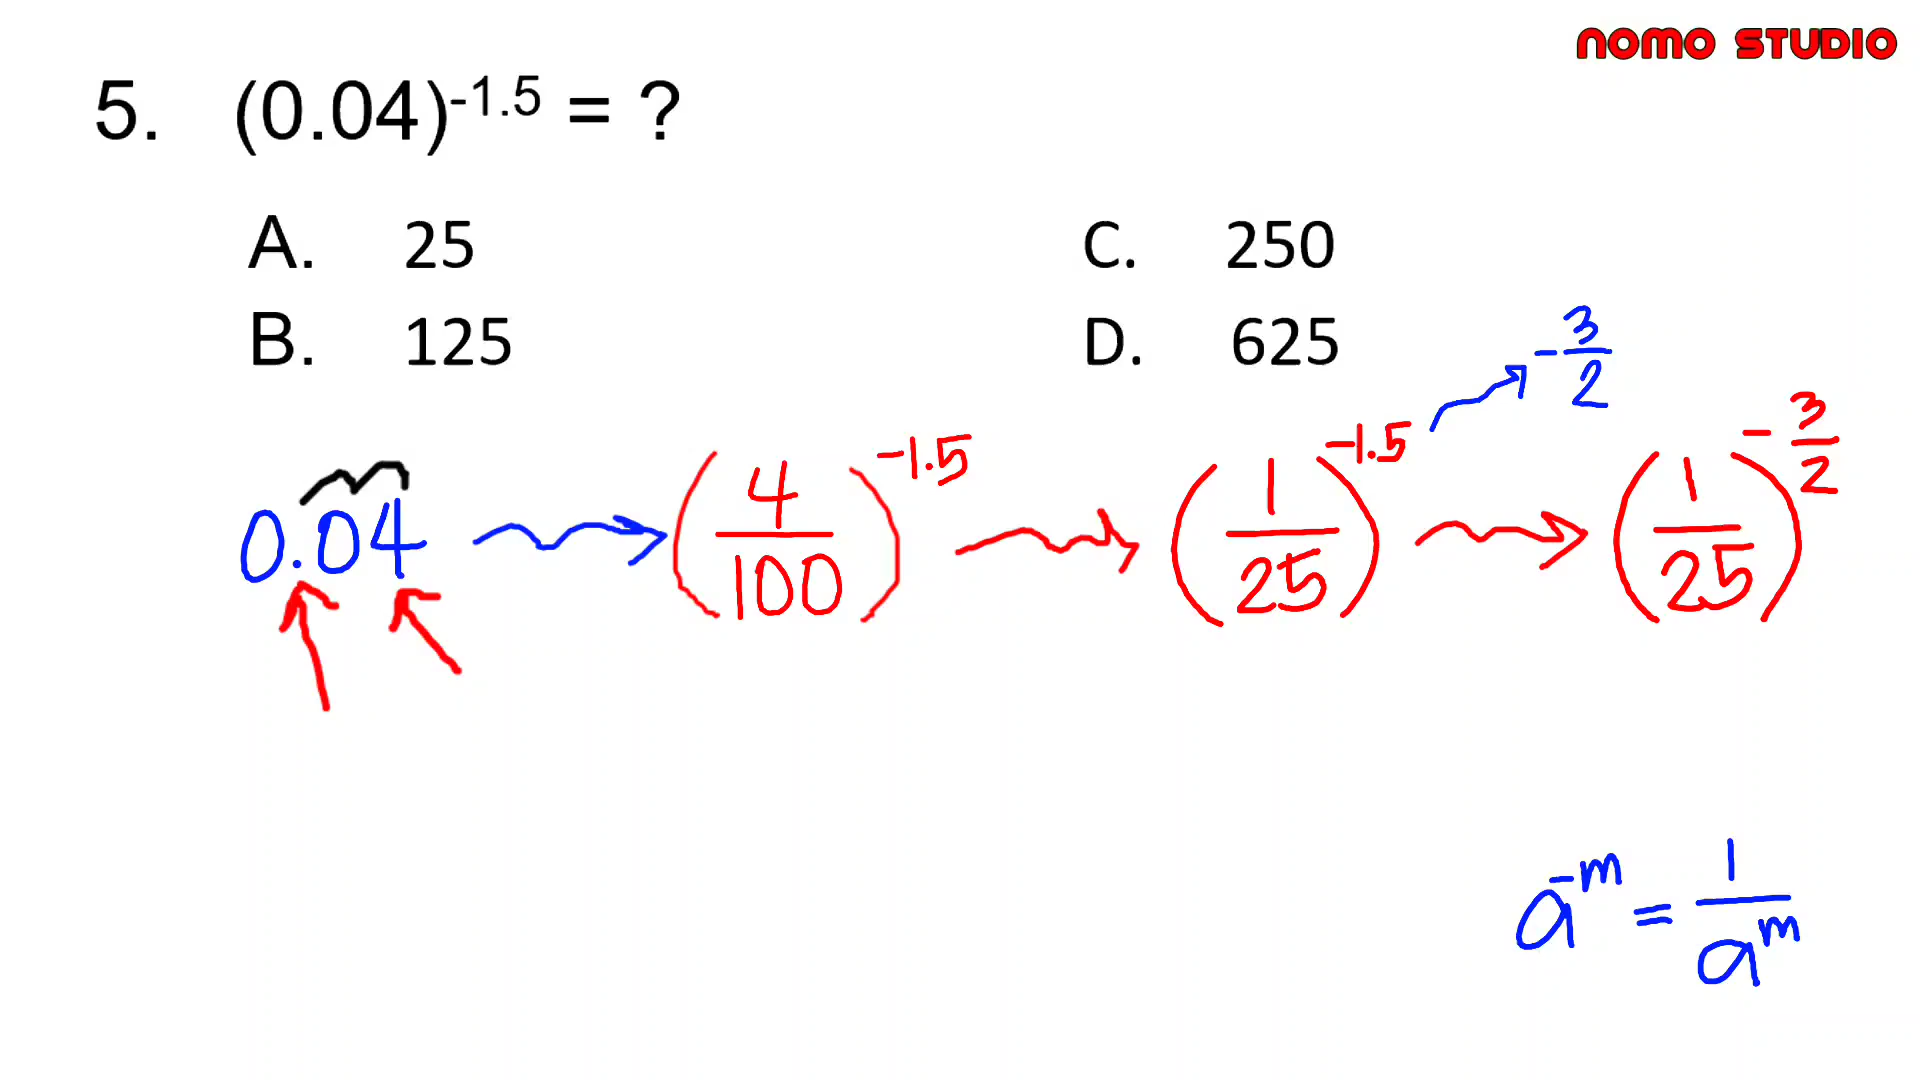 NOMO STUDIO
5. (0.04)^-1.5 = ?
A. 25
B. 125
C. 250
D. 625
-3/2
0.04 → (4/100)^-1.5 → (1/25)^-1.5 → (1/25)^-3/2
a^-m = 1/a^m